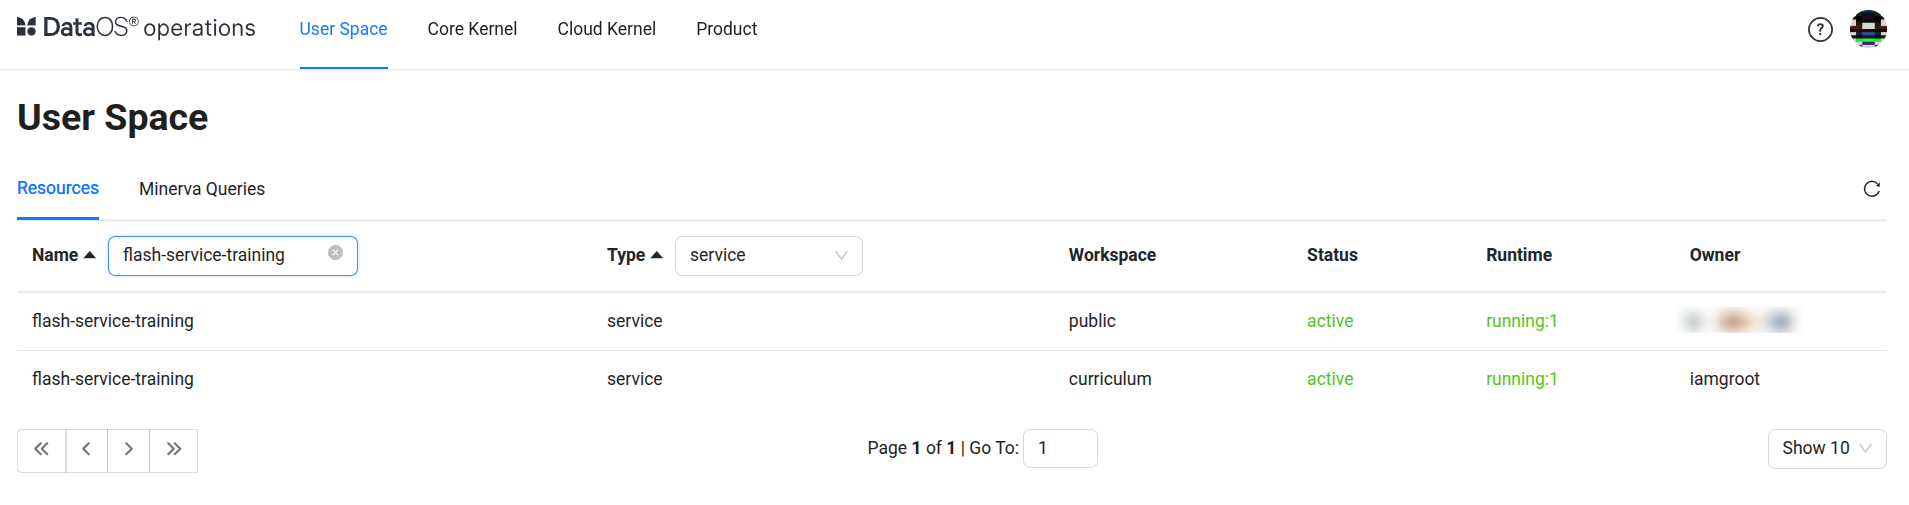 DataOS® operations User Space Core Kernel Cloud Kernel Product ?
User Space
Resources Minerva Queries
Name flash-service-training Type service Workspace Status Runtime Owner
flash-service-training service public active running:1
flash-service-training service curriculum active running:1 iamgroot
Page 1 of 1 | Go To: 1 Show 10